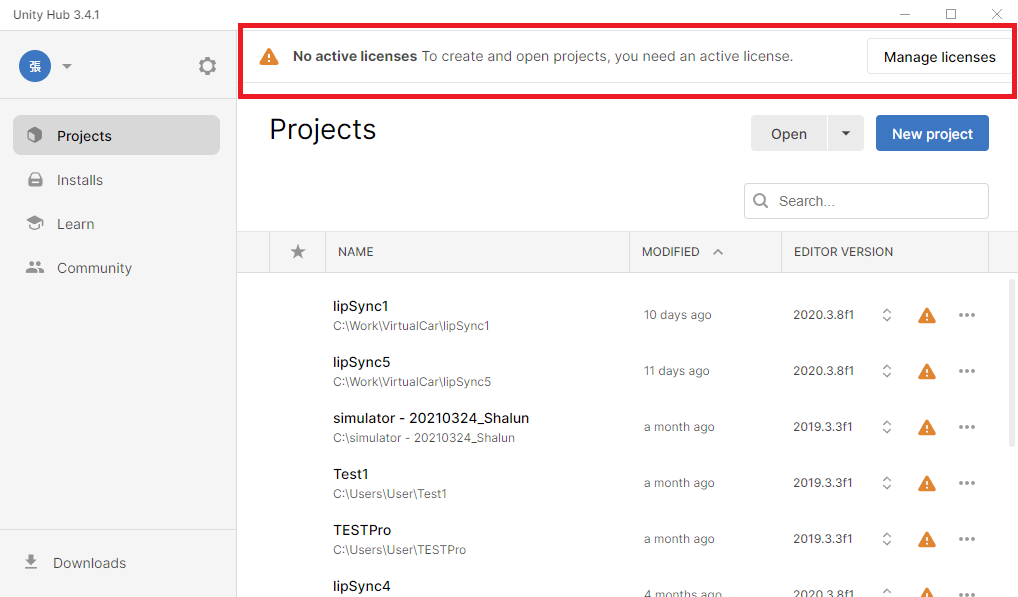 Unity Hub 3.4.1
張
No active licenses To create and open projects, you need an active license.
Manage licenses
Projects
Installs
Learn
Community
Downloads
Projects
Open
New project
Search...
NAME MODIFIED EDITOR VERSION
lipSync1
C:\Work\VirtualCar\lipSync1
10 days ago 2020.3.8f1
lipSync5
C:\Work\VirtualCar\lipSync5
11 days ago 2020.3.8f1
simulator - 20210324_Shalun
C:\simulator - 20210324_Shalun
a month ago 2019.3.3f1
Test1
C:\Users\User\Test1
a month ago 2019.3.3f1
TESTPro
C:\Users\User\TESTPro
a month ago 2019.3.3f1
lipSync4
4 months ago 2020.3.8f1